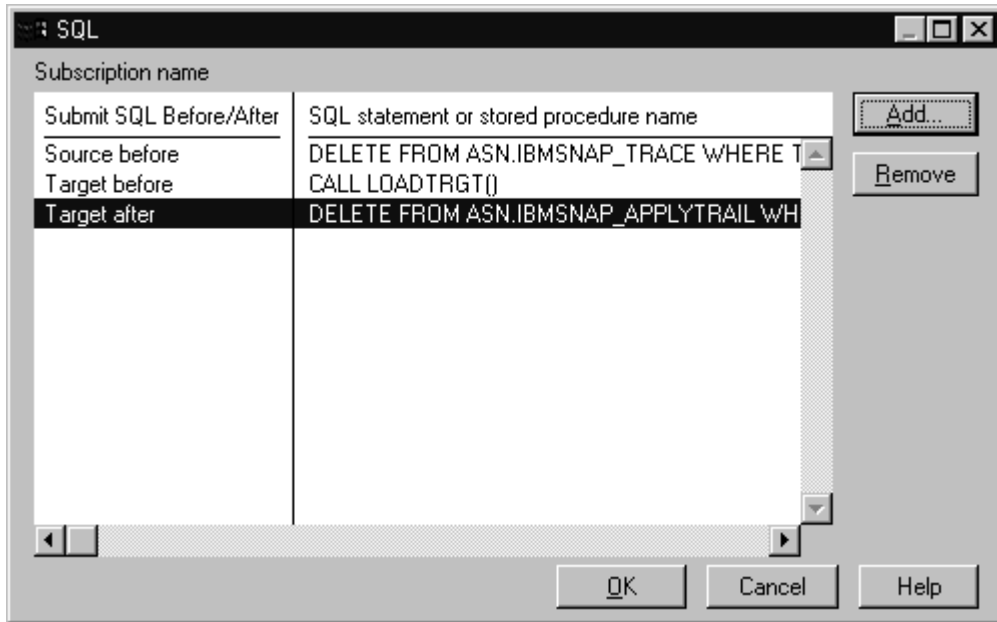 SQL
Subscription name
Submit SQL Before/After SQL statement or stored procedure name
Source before DELETE FROM ASN.IBMSNAP_TRACE WHERE T
Target before CALL LOADTRGT()
Target after DELETE FROM ASN.IBMSNAP_APPLYTRAIL WH
Add...
Remove
OK Cancel Help